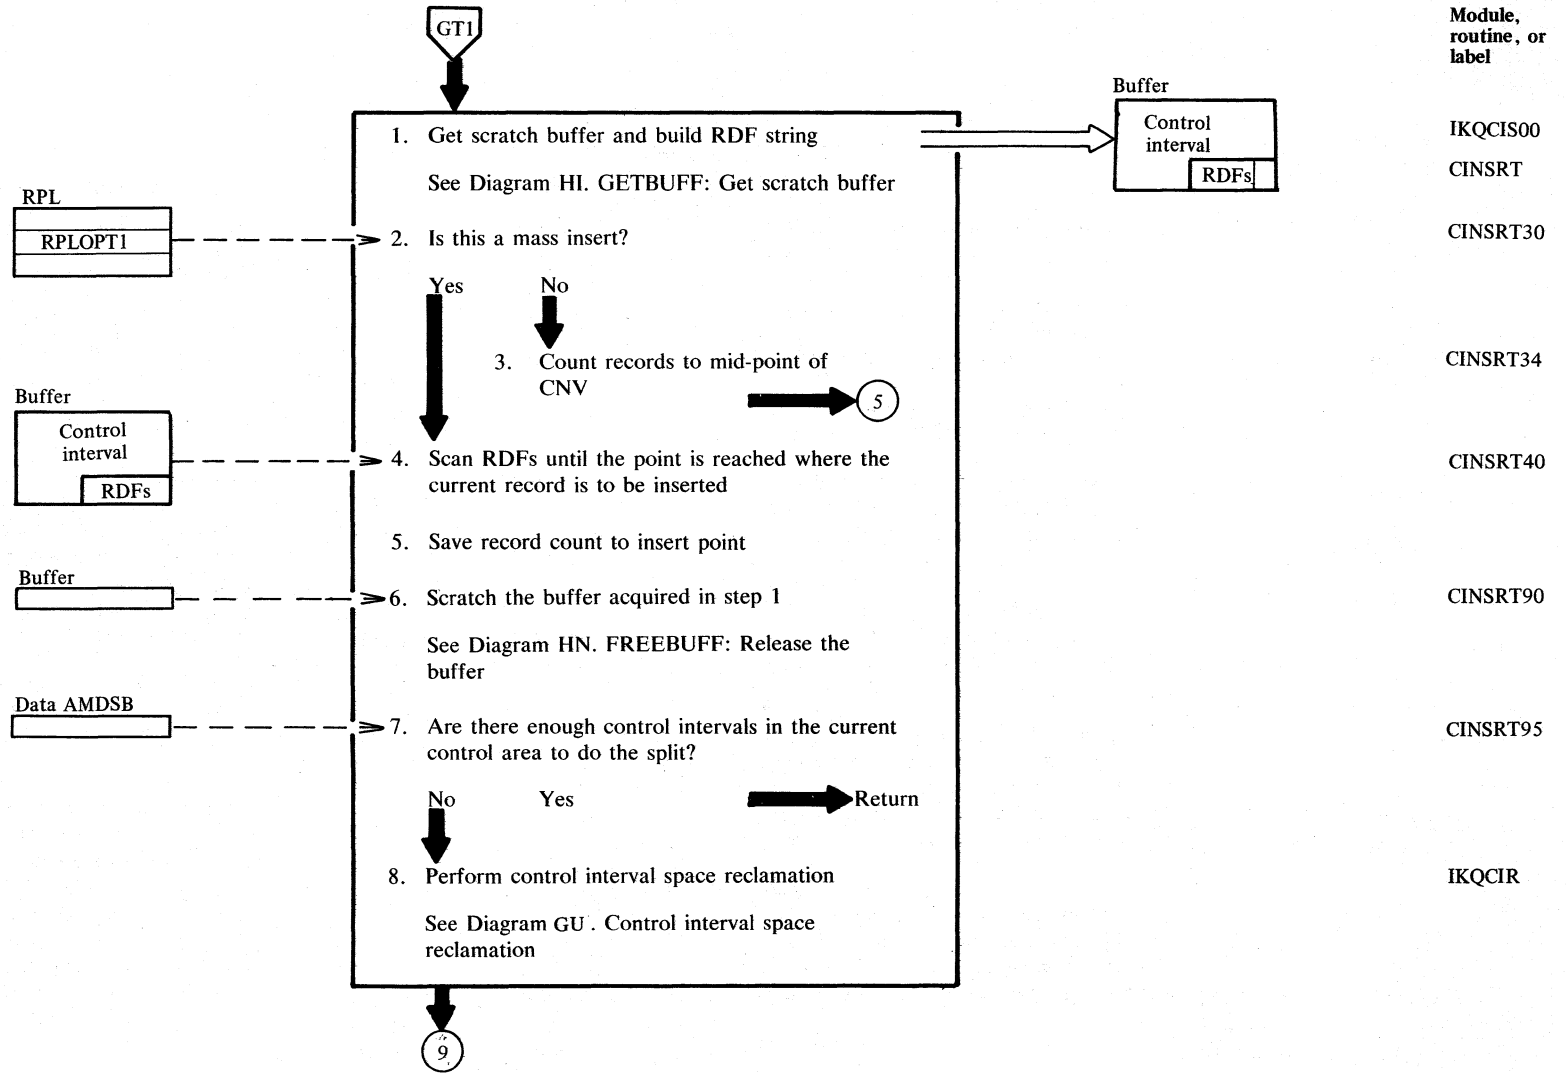 GT1
Module,
routine, or
label
Buffer
Control
interval
RDFs
1. Get scratch buffer and build RDF string
IKQCIS00
See Diagram HI. GETBUFF: Get scratch buffer
CINSRT
RPL
RPLOPT1
2. Is this a mass insert?
CINSRT30
Yes No
3. Count records to mid-point of
CNV
CINSRT34
5
Buffer
Control
interval
RDFs
4. Scan RDFs until the point is reached where the
current record is to be inserted
CINSRT40
5. Save record count to insert point
Buffer
6. Scratch the buffer acquired in step 1
CINSRT90
See Diagram HN. FREEBUFF: Release the
buffer
Data AMDSB
7. Are there enough control intervals in the current
control area to do the split?
CINSRT95
No Yes Return
8. Perform control interval space reclamation
IKQCIR
See Diagram GU . Control interval space
reclamation
9